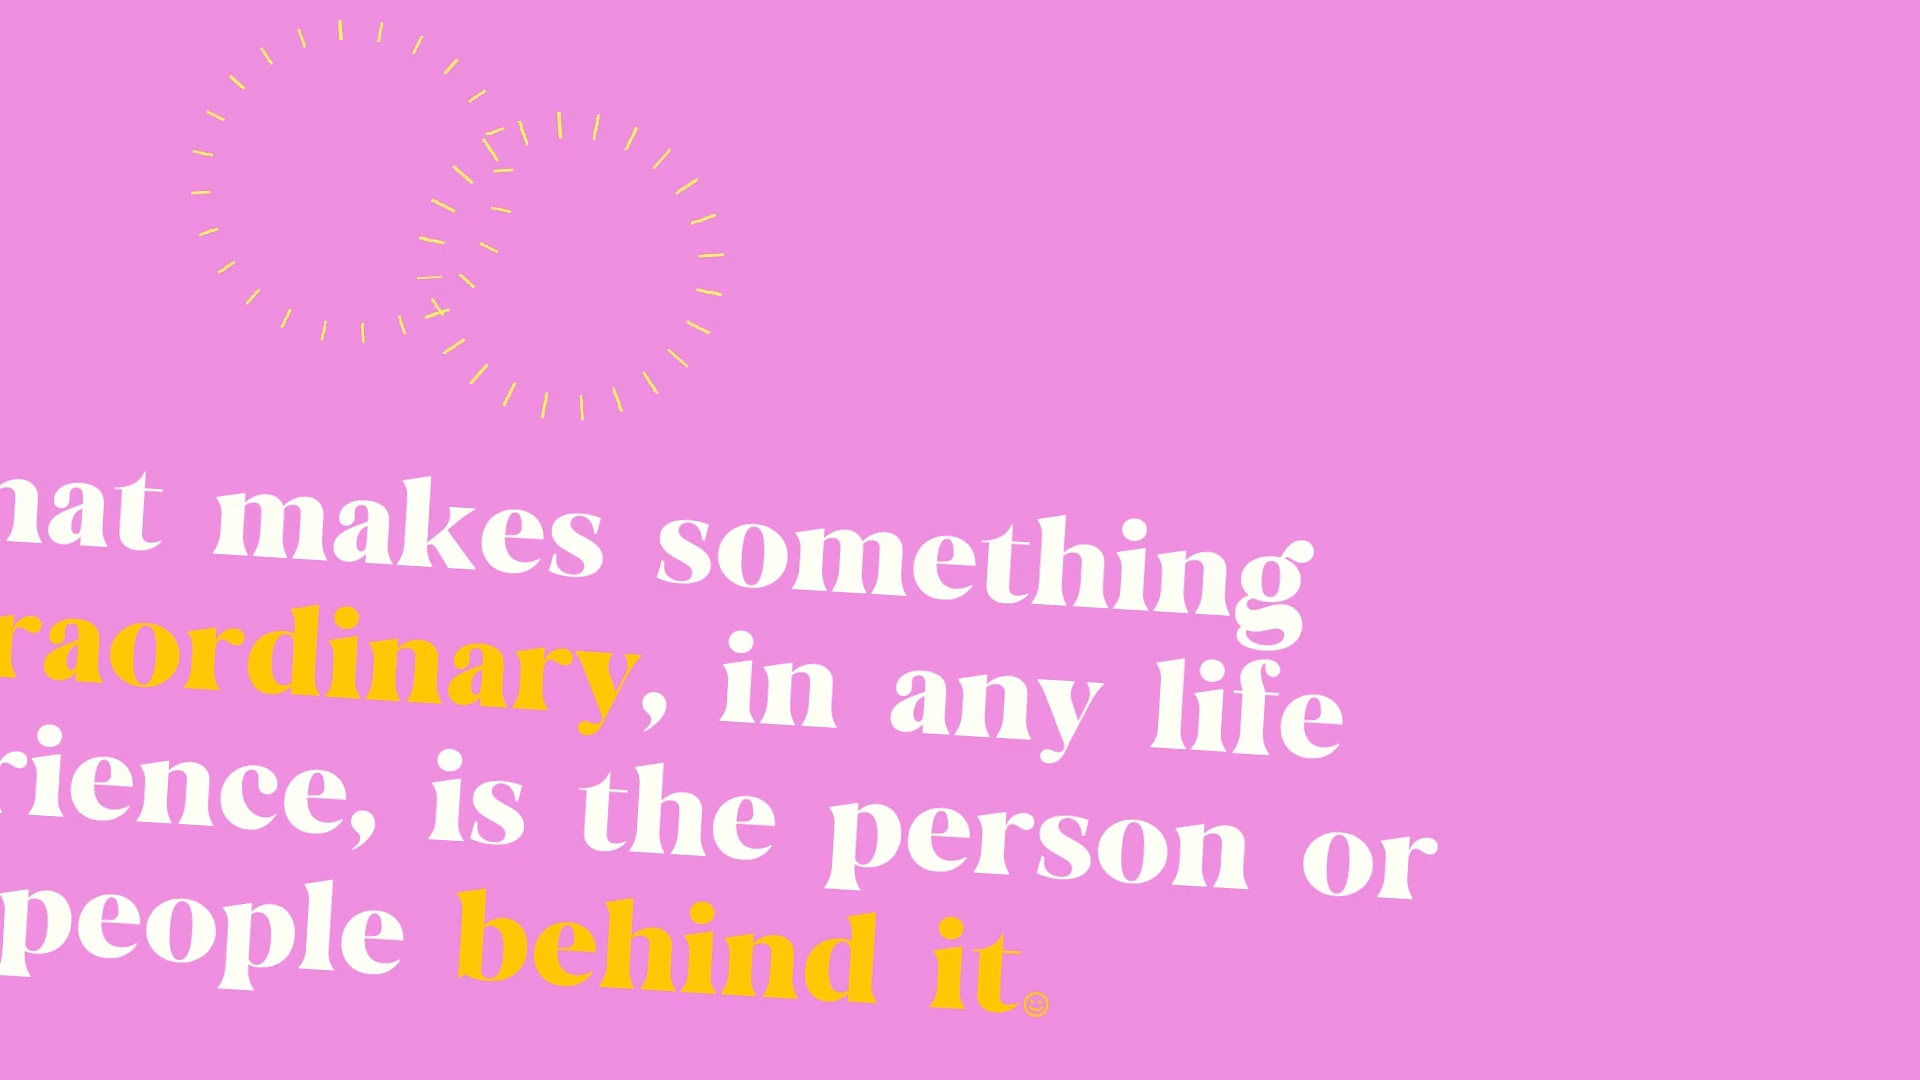 hat makes something
raordinary, in any life
rience, is the person or
people behind it